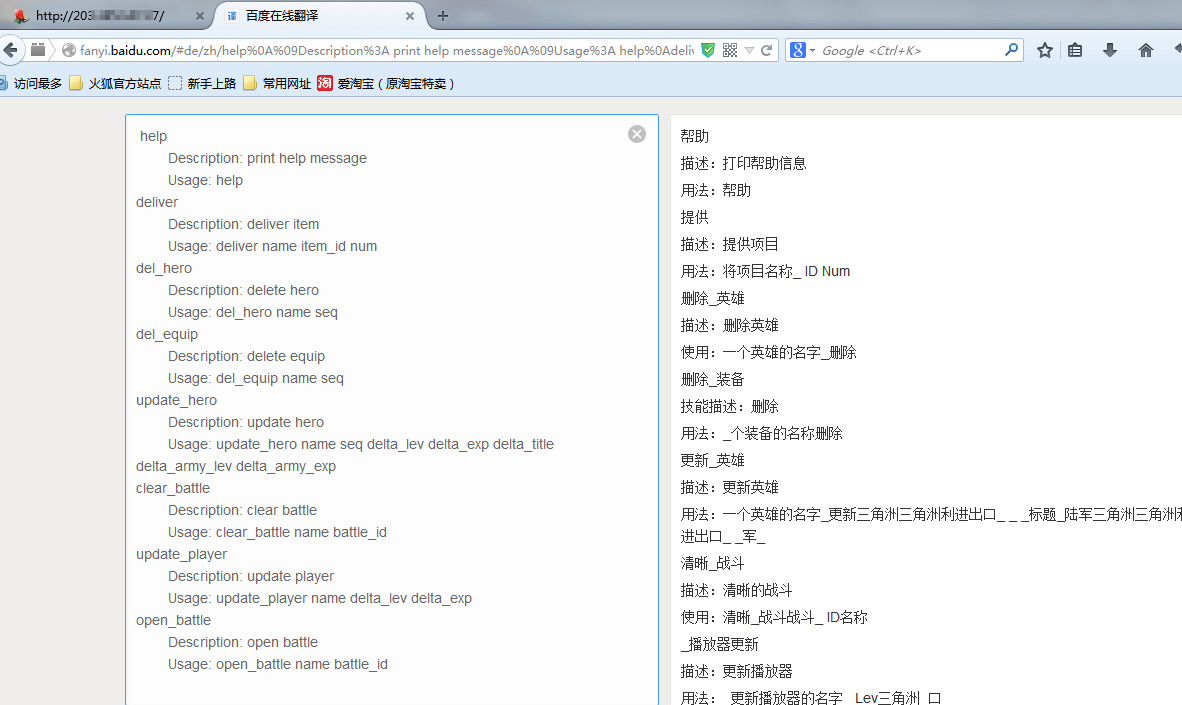 http://203 7/
百度在线翻译
fanyi.baidu.com/#de/zh/help%0A%09Description%3A print help message%0A%09Usage%3A help%0Adeliv
Google <Ctrl+K>
访问最多 火狐官方站点 新手上路 常用网址 淘 爱淘宝（原淘宝特卖）
help
Description: print help message
Usage: help
deliver
Description: deliver item
Usage: deliver name item_id num
del_hero
Description: delete hero
Usage: del_hero name seq
del_equip
Description: delete equip
Usage: del_equip name seq
update_hero
Description: update hero
Usage: update_hero name seq delta_lev delta_exp delta_title
delta_army_lev delta_army_exp
clear_battle
Description: clear battle
Usage: clear_battle name battle_id
update_player
Description: update player
Usage: update_player name delta_lev delta_exp
open_battle
Description: open battle
Usage: open_battle name battle_id
帮助
描述：打印帮助信息
用法：帮助
提供
描述：提供项目
用法：将项目名称_ ID Num
删除_英雄
描述：删除英雄
使用：一个英雄的名字_删除
删除_装备
技能描述：删除
用法：_个装备的名称删除
更新_英雄
描述：更新英雄
用法：一个英雄的名字_更新三角洲三角洲利进出口_ _ _标题_陆军三角洲三角洲利
进出口_ _军_
清晰_战斗
描述：清晰的战斗
使用：清晰_战斗战斗_ ID名称
_播放器更新
描述：更新播放器
用法：_更新播放器的名字_ Lev三角洲_口